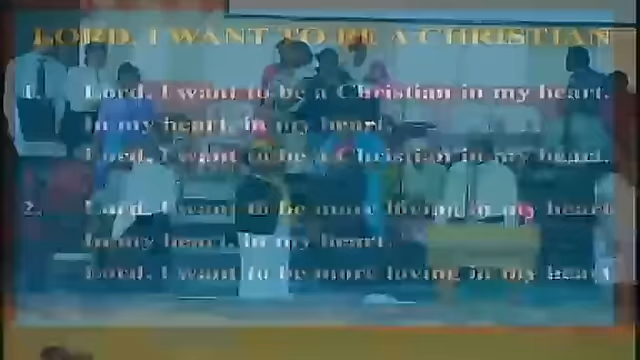 LORD, I WANT TO BE A CHRISTIAN
1. Lord, I want to be a Christian in my heart,
In my heart, in my heart,
Lord, I want to be a Christian in my heart.
2. Lord, I want to be more loving in my heart
In my heart, in my heart.
Lord, I want to be more loving in my heart